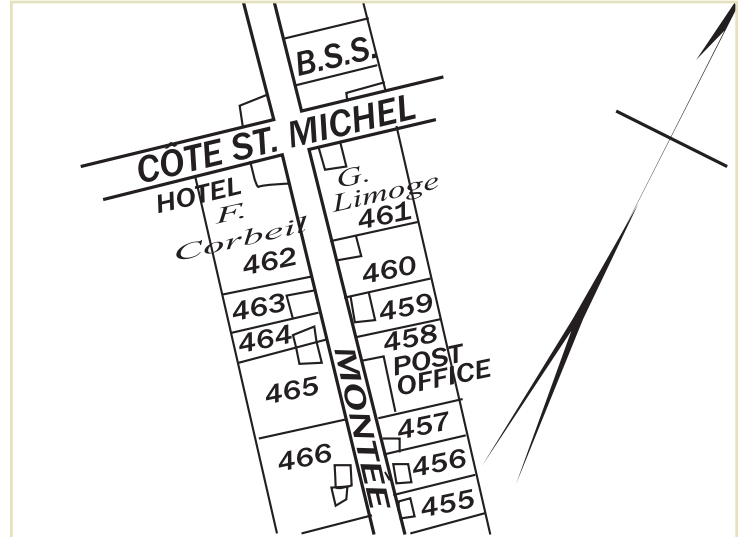 B.S.S.
CÔTE ST. MICHEL
HOTEL
F.
Corbeil
G.
Limoge
461
462
460
463
459
464
458
POST
OFFICE
465
457
466
456
455
MONTÉE